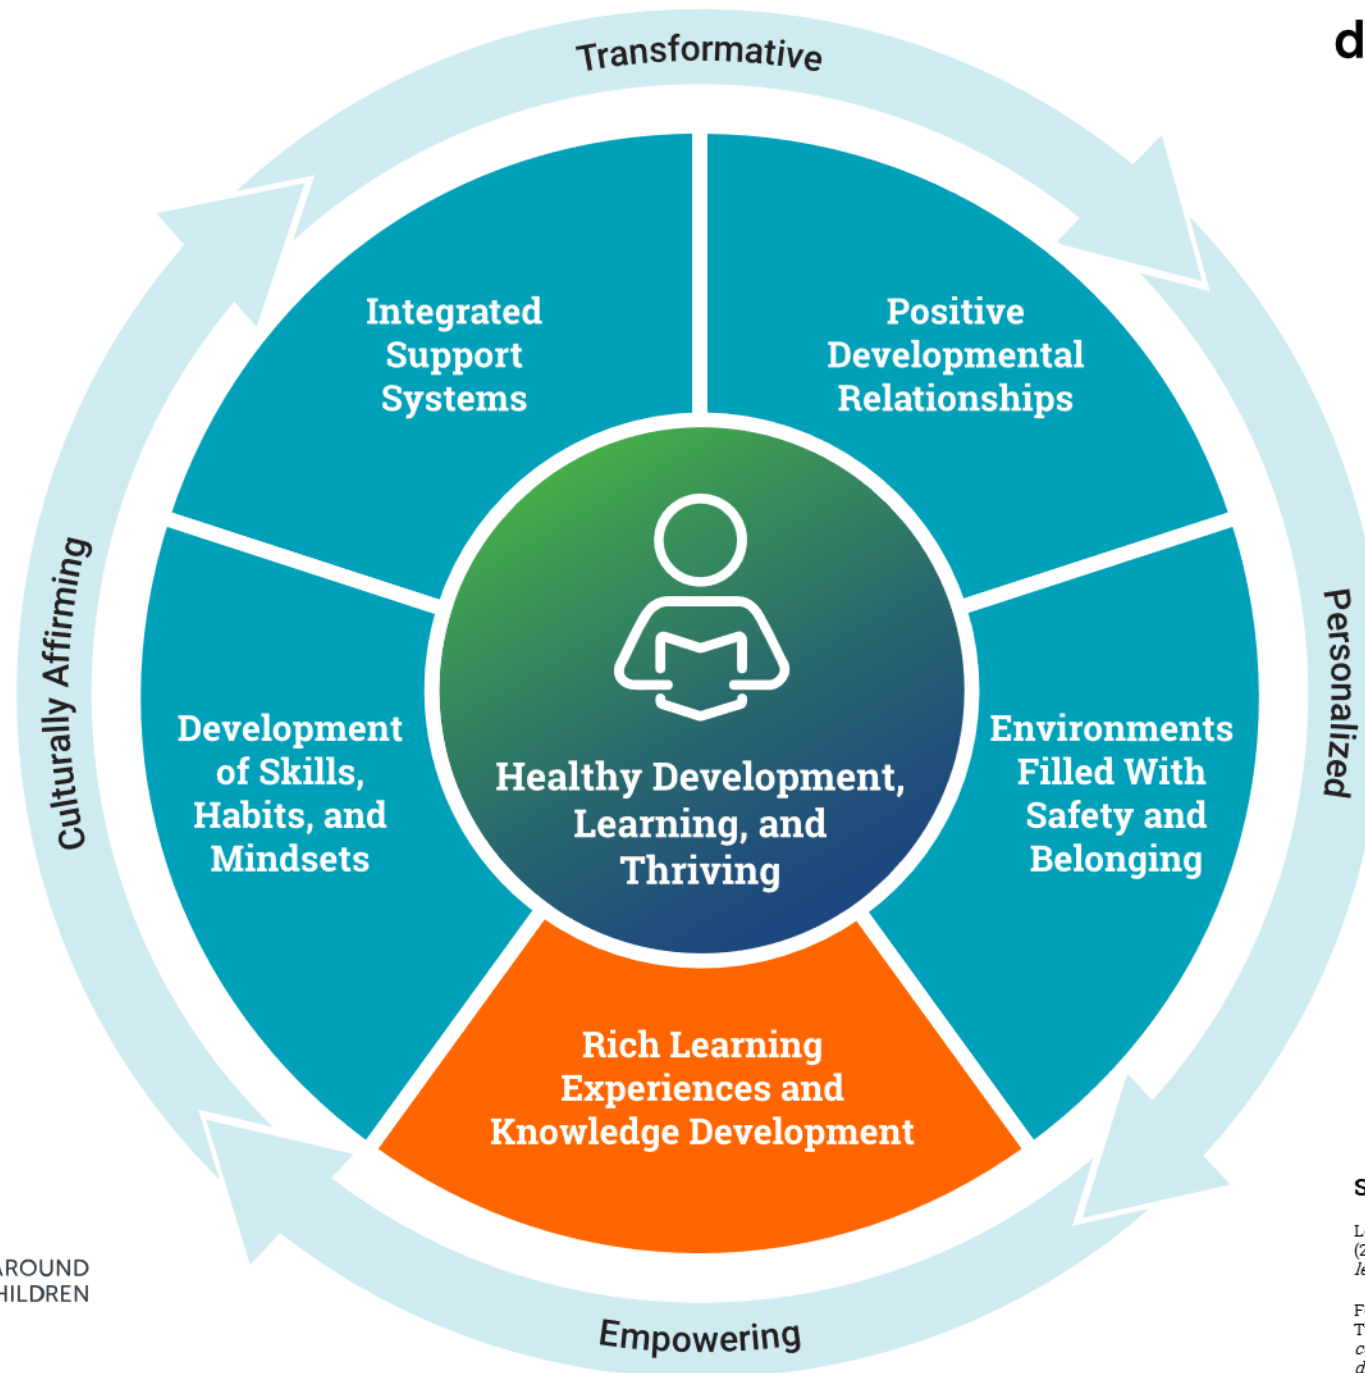 Transformative
Integrated
Support
Systems
Positive
Developmental
Relationships
Culturally Affirming
Personalized
Development
of Skills,
Habits, and
Mindsets
Healthy Development,
Learning, and
Thriving
Environments
Filled With
Safety and
Belonging
Rich Learning
Experiences and
Knowledge Development
Empowering
AROUND
HILDREN